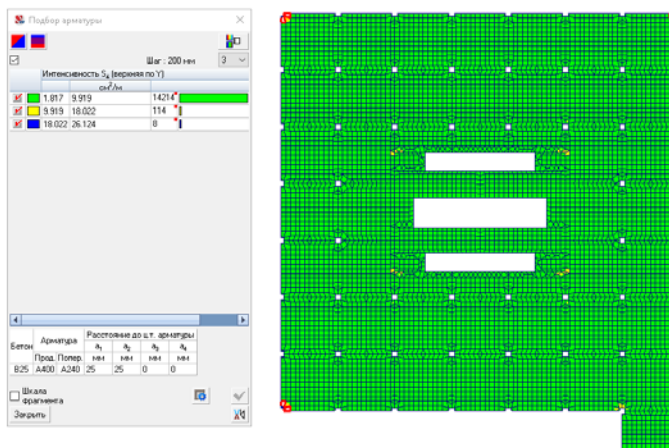 Подбор арматуры
Шаг : 200 мм
3
Интенсивность S4 (верхняя по Y)
см²/м
1.817 9.919 14214
9.919 18.022 114
18.022 26.124 8
Бетон Арматура Расстояние до ц.т. арматуры
a1 a2 a3 a4
Прод. Попер. мм мм мм мм
B25 A400 A240 25 25 0 0
Шкала
фрагмента
Закрыть